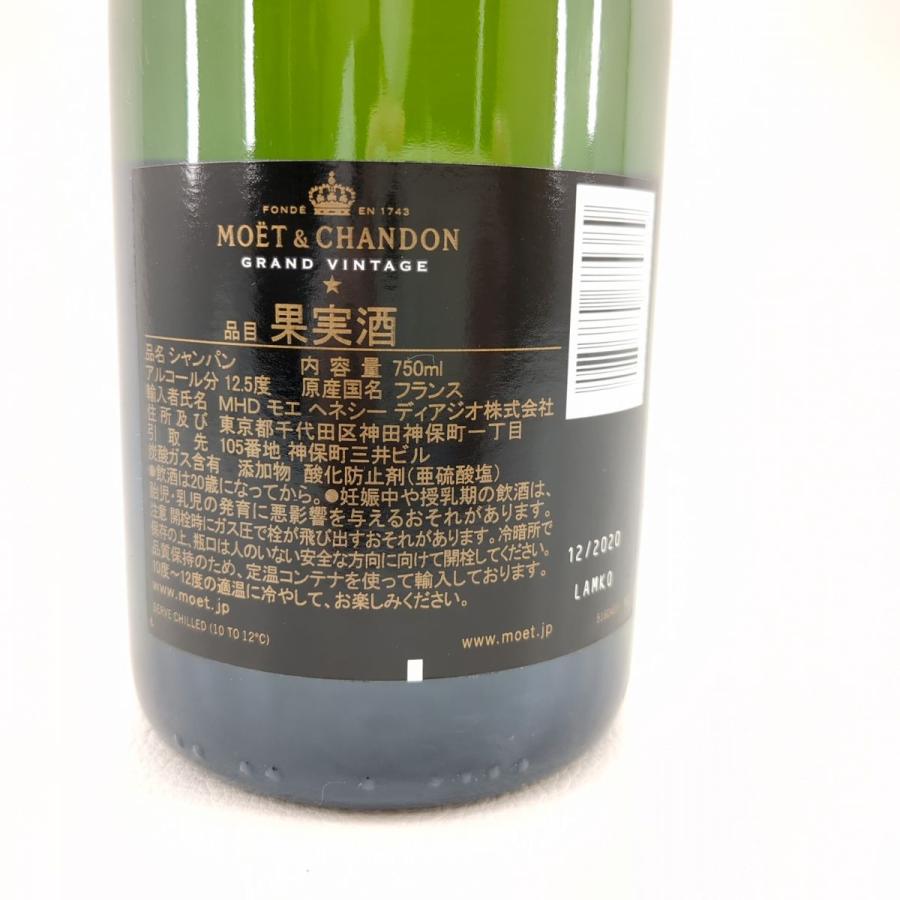 FONDÉ EN 1743
MOËT & CHANDON
GRAND VINTAGE
品目 果実酒
品名 シャンパン 内容量 750ml
アルコール分 12.5度 原産国名 フランス
輸入者氏名 MHD モエ ヘネシー ディアジオ株式会社
住所及び 東京都千代田区神田神保町一丁目
引取先 105番地 神保町三井ビル
炭酸ガス含有 添加物 酸化防止剤(亜硫酸塩)
●飲酒は20歳になってから。●妊娠中や授乳期の飲酒は、
胎児・乳児の発育に悪影響を与えるおそれがあります。
注意 開栓時にガス圧で栓が飛び出すおそれがあります。冷暗所で
保存の上、瓶口は人のいない安全な方向に向けて開栓してください。
品質保持のため、定温コンテナを使って輸入しております。
10度〜12度の適温に冷やして、お楽しみください。
www.moet.jp
SERVE CHILLED (10 TO 12°C)
www.moet.jp
12/2020
LAMKO